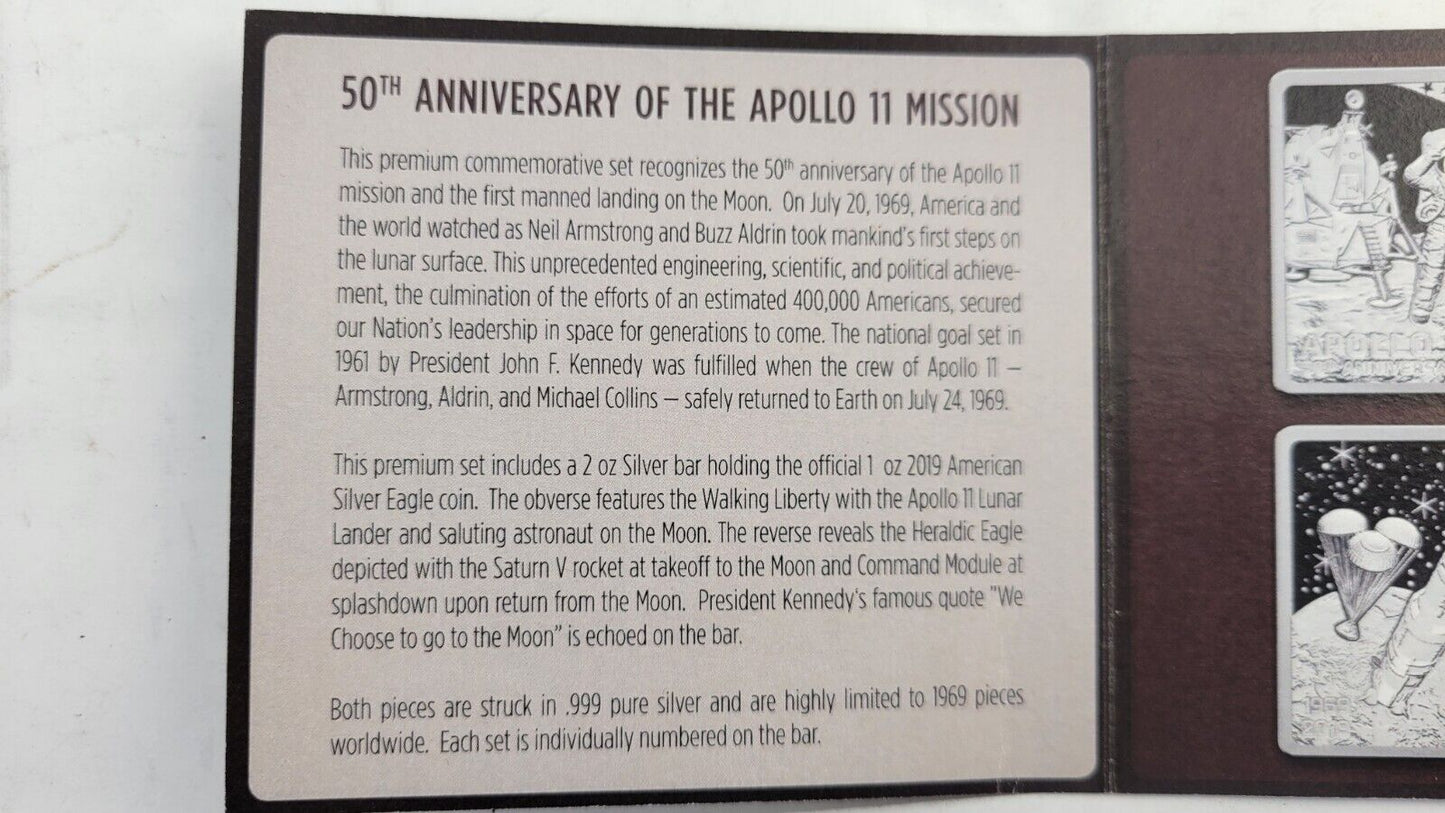 50TH ANNIVERSARY OF THE APOLLO 11 MISSION
This premium commemorative set recognizes the 50th anniversary of the Apollo 11
mission and the first manned landing on the Moon. On July 20, 1969, America and
the world watched as Neil Armstrong and Buzz Aldrin took mankind's first steps on
the lunar surface. This unprecedented engineering, scientific, and political achieve-
ment, the culmination of the efforts of an estimated 400,000 Americans, secured
our Nation's leadership in space for generations to come. The national goal set in
1961 by President John F. Kennedy was fulfilled when the crew of Apollo 11 –
Armstrong, Aldrin, and Michael Collins – safely returned to Earth on July 24, 1969.
This premium set includes a 2 oz Silver bar holding the official 1 oz 2019 American
Silver Eagle coin. The obverse features the Walking Liberty with the Apollo 11 Lunar
Lander and saluting astronaut on the Moon. The reverse reveals the Heraldic Eagle
depicted with the Saturn V rocket at takeoff to the Moon and Command Module at
splashdown upon return from the Moon. President Kennedy's famous quote "We
Choose to go to the Moon" is echoed on the bar.
Both pieces are struck in .999 pure silver and are highly limited to 1969 pieces
worldwide. Each set is individually numbered on the bar.
APOLLO
1969